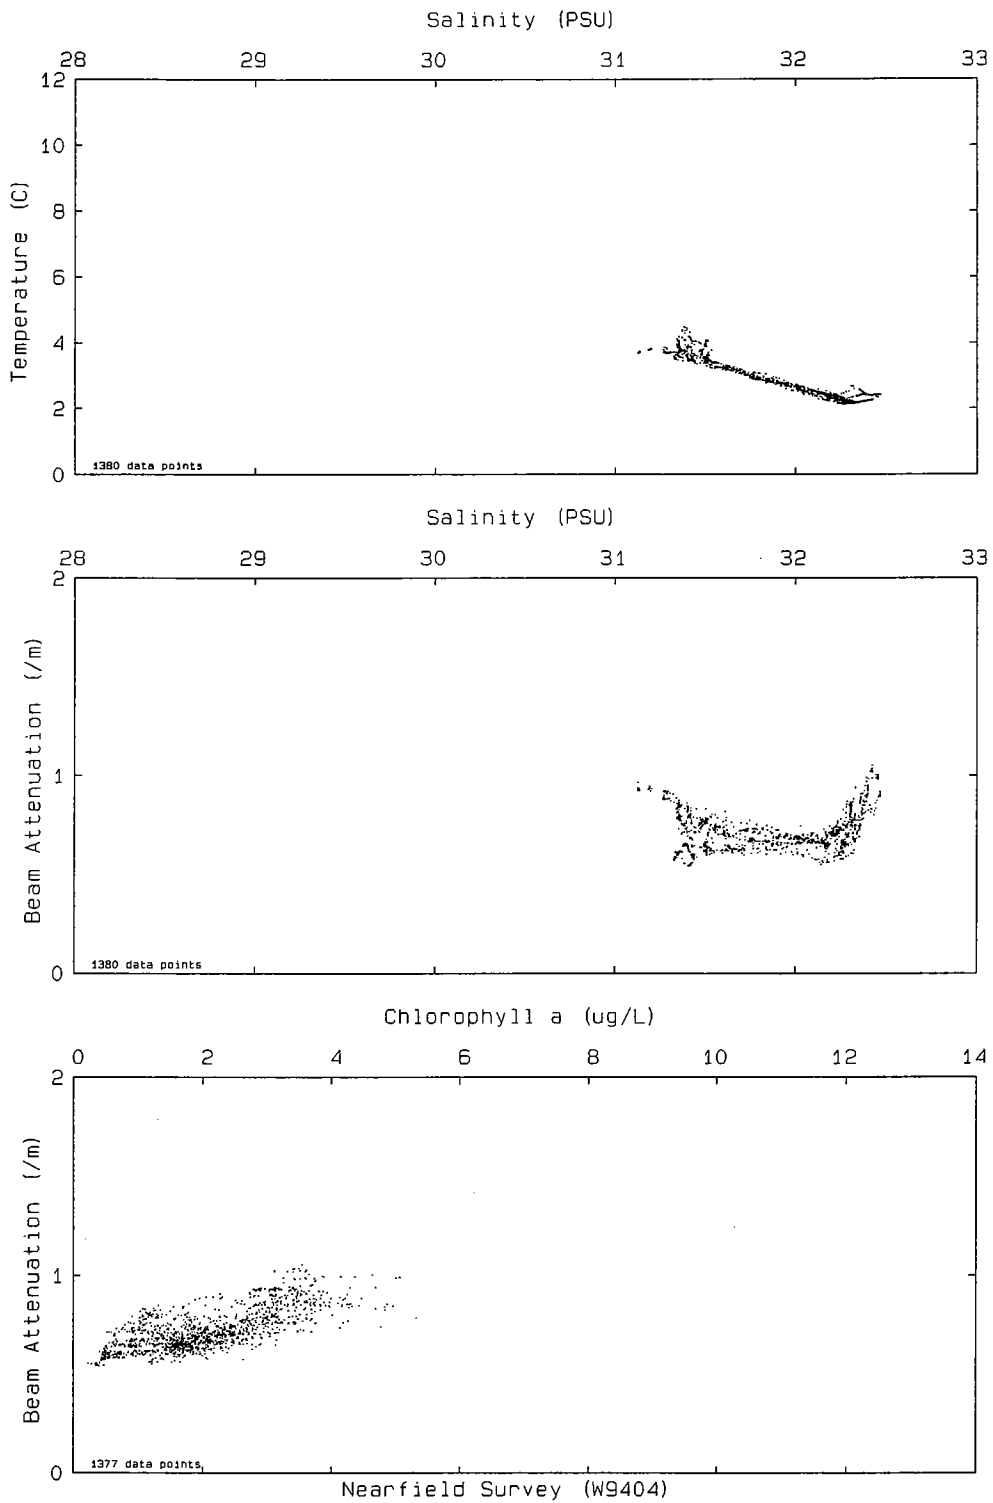 Salinity (PSU)
28 29 30 31 32 33
12
10
8
6
4
2
0
Temperature (C)
1380 data points
Salinity (PSU)
28 29 30 31 32 33
2
1
0
Beam Attenuation (/m)
1380 data points
Chlorophyll a (ug/L)
0 2 4 6 8 10 12 14
2
1
0
Beam Attenuation (/m)
1377 data points
Nearfield Survey (W9404)